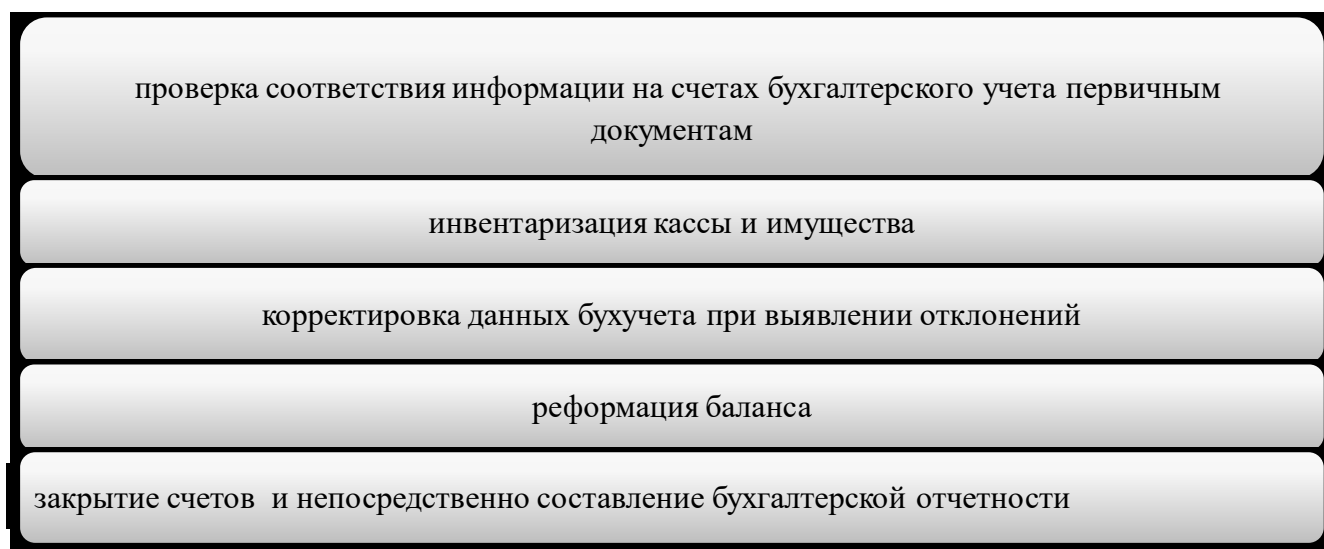 проверка соответствия информации на счетах бухгалтерского учета первичным
документам
инвентаризация кассы и имущества
корректировка данных бухучета при выявлении отклонений
реформация баланса
закрытие счетов  и непосредственно составление бухгалтерской отчетности